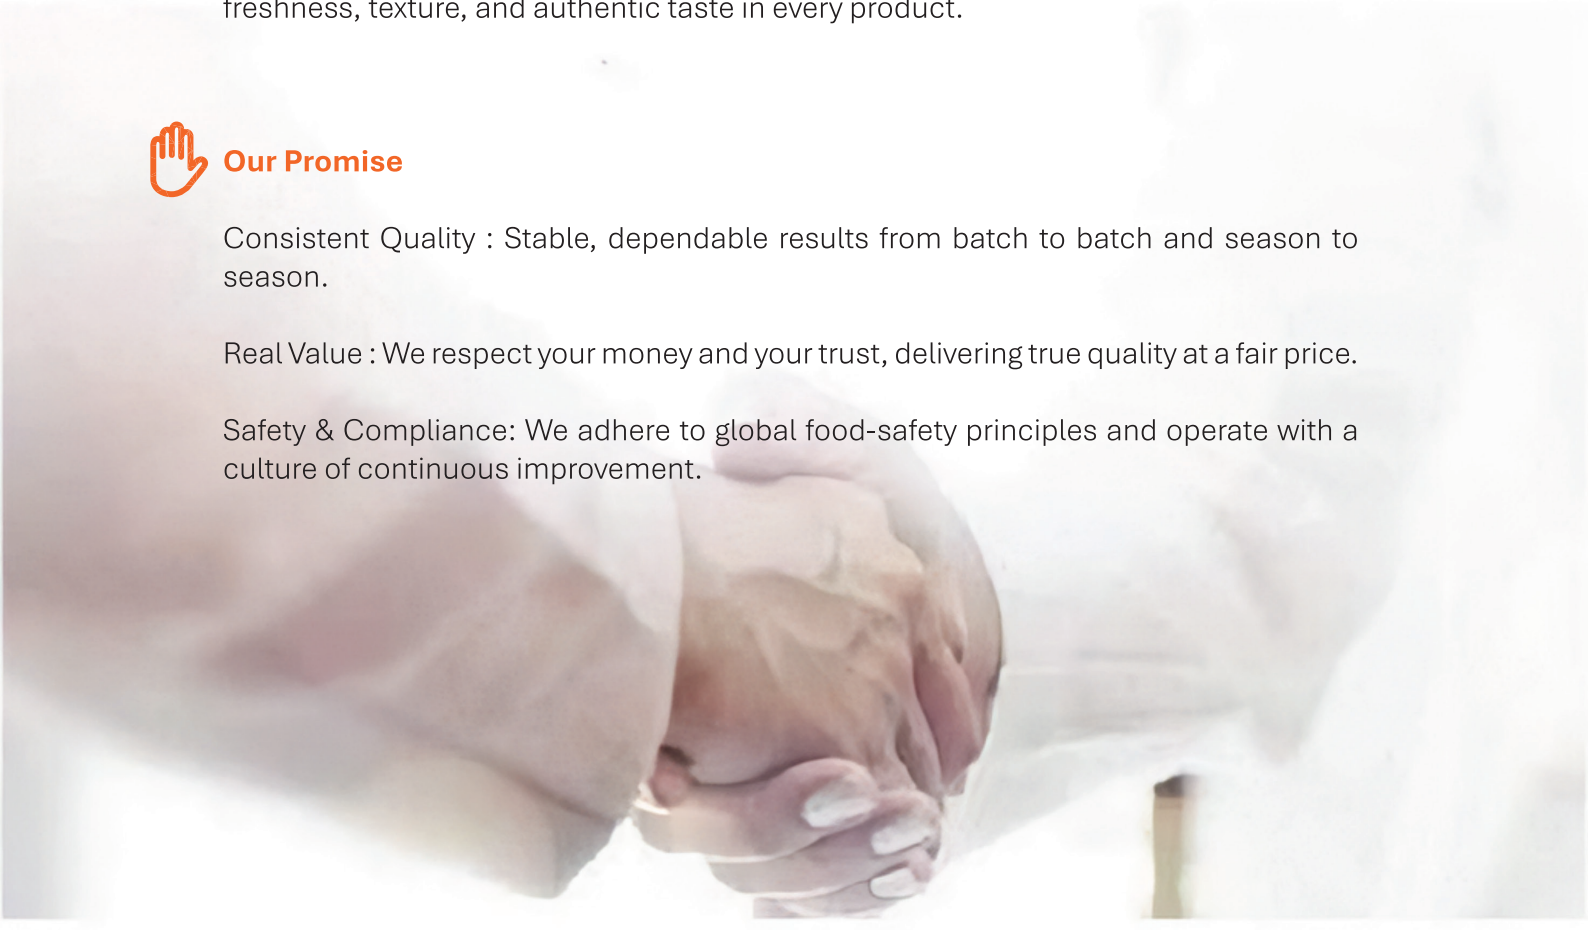 freshness, texture, and authentic taste in every product.
Our Promise
Consistent Quality : Stable, dependable results from batch to batch and season to
season.
Real Value : We respect your money and your trust, delivering true quality at a fair price.
Safety & Compliance: We adhere to global food-safety principles and operate with a
culture of continuous improvement.